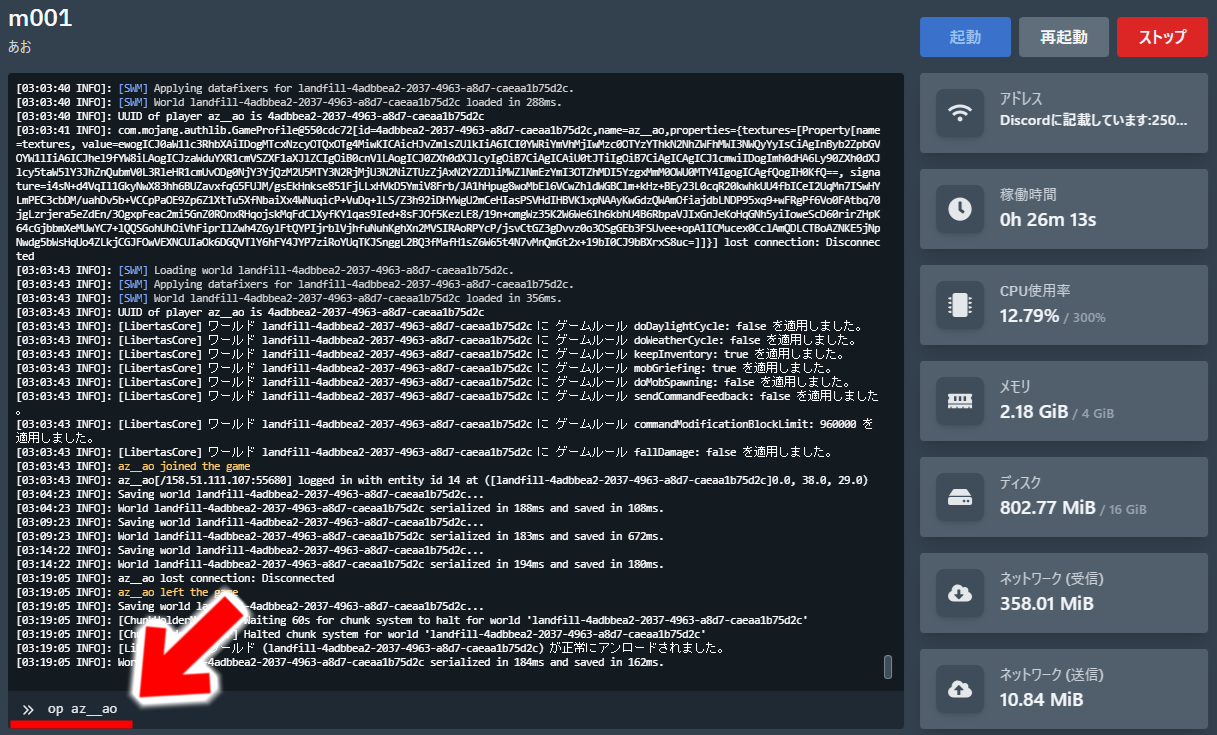 m001
あお
起動
再起動
ストップ
[03:03:40 INFO]: [SWM] Applying datafixers for landfill-4adbbea2-2037-4963-a8d7-caeaa1b75d2c.
[03:03:40 INFO]: [SWM] World landfill-4adbbea2-2037-4963-a8d7-caeaa1b75d2c loaded in 288ms.
[03:03:40 INFO]: UUID of player az__ao is 4adbbea2-2037-4963-a8d7-caeaa1b75d2c
[03:03:41 INFO]: com.mojang.authlib.GameProfile@550cdc72[id=4adbbea2-2037-4963-a8d7-caeaa1b75d2c,name=az__ao,properties={textures=[Property[name
=textures,
signa
ture=
lost connection: Disconnec
ted
[03:03:43 INFO]: [SWM] Loading world landfill-4adbbea2-2037-4963-a8d7-caeaa1b75d2c.
[03:03:43 INFO]: [SWM] Applying datafixers for landfill-4adbbea2-2037-4963-a8d7-caeaa1b75d2c.
[03:03:43 INFO]: [SWM] World landfill-4adbbea2-2037-4963-a8d7-caeaa1b75d2c loaded in 356ms.
[03:03:43 INFO]: UUID of player az__ao is 4adbbea2-2037-4963-a8d7-caeaa1b75d2c
[03:03:43 INFO]: [LibertasCore] ワールド landfill-4adbbea2-2037-4963-a8d7-caeaa1b75d2c に ゲームルール doDaylightCycle: false を適用しました。
[03:03:43 INFO]: [LibertasCore] ワールド landfill-4adbbea2-2037-4963-a8d7-caeaa1b75d2c に ゲームルール doWeatherCycle: false を適用しました。
[03:03:43 INFO]: [LibertasCore] ワールド landfill-4adbbea2-2037-4963-a8d7-caeaa1b75d2c に ゲームルール keepInventory: true を適用しました。
[03:03:43 INFO]: [LibertasCore] ワールド landfill-4adbbea2-2037-4963-a8d7-caeaa1b75d2c に ゲームルール mobGriefing: true を適用しました。
[03:03:43 INFO]: [LibertasCore] ワールド landfill-4adbbea2-2037-4963-a8d7-caeaa1b75d2c に ゲームルール doMobSpawning: false を適用しました。
[03:03:43 INFO]: [LibertasCore] ワールド landfill-4adbbea2-2037-4963-a8d7-caeaa1b75d2c に ゲームルール sendCommandFeedback: false を適用しました
。
[03:03:43 INFO]: [LibertasCore] ワールド landfill-4adbbea2-2037-4963-a8d7-caeaa1b75d2c に ゲームルール commandModificationBlockLimit: 960000 を
適用しました。
[03:03:43 INFO]: [LibertasCore] ワールド landfill-4adbbea2-2037-4963-a8d7-caeaa1b75d2c に ゲームルール fallDamage: false を適用しました。
[03:03:43 INFO]: az__ao joined the game
[03:03:43 INFO]: az__ao[/158.51.111.107:55680] logged in with entity id 14 at ([landfill-4adbbea2-2037-4963-a8d7-caeaa1b75d2c]0.0, 38.0, 29.0)
[03:04:23 INFO]: Saving world landfill-4adbbea2-2037-4963-a8d7-caeaa1b75d2c...
[03:04:23 INFO]: World landfill-4adbbea2-2037-4963-a8d7-caeaa1b75d2c serialized in 188ms and saved in 108ms.
[03:09:23 INFO]: Saving world landfill-4adbbea2-2037-4963-a8d7-caeaa1b75d2c...
[03:09:23 INFO]: World landfill-4adbbea2-2037-4963-a8d7-caeaa1b75d2c serialized in 183ms and saved in 672ms.
[03:14:22 INFO]: Saving world landfill-4adbbea2-2037-4963-a8d7-caeaa1b75d2c...
[03:14:22 INFO]: World landfill-4adbbea2-2037-4963-a8d7-caeaa1b75d2c serialized in 194ms and saved in 180ms.
[03:19:05 INFO]: az__ao lost connection: Disconnected
[03:19:05 INFO]: az__ao left the game
[03:19:05 INFO]: Saving world landfill-4adbbea2-2037-4963-a8d7-caeaa1b75d2c...
[03:19:05 INFO]: Waiting 60s for chunk system to halt for world 'landfill-4adbbea2-2037-4963-a8d7-caeaa1b75d2c'
[03:19:05 INFO]: Halted chunk system for world 'landfill-4adbbea2-2037-4963-a8d7-caeaa1b75d2c'
[03:19:05 INFO]: ワールド (landfill-4adbbea2-2037-4963-a8d7-caeaa1b75d2c) が正常にアンロードされました。
[03:19:05 INFO]: landfill-4adbbea2-2037-4963-a8d7-caeaa1b75d2c serialized in 184ms and saved in 162ms.
» op az__ao
アドレス
Discordに記載しています:250...
稼働時間
0h 26m 13s
CPU使用率
12.79% / 300%
メモリ
2.18 GiB / 4 GiB
ディスク
802.77 MiB / 16 GiB
ネットワーク (受信)
358.01 MiB
ネットワーク (送信)
10.84 MiB